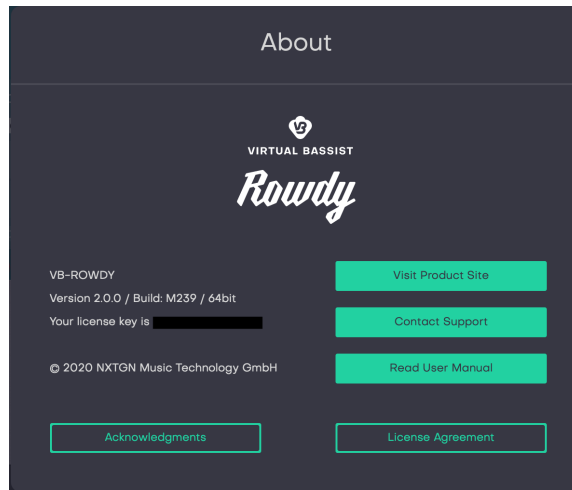 About
VB
VIRTUAL BASSIST
Rowdy
VB-ROWDY
Version 2.0.0 / Build: M239 / 64bit
Your license key is
© 2020 NXTGN Music Technology GmbH
Visit Product Site
Contact Support
Read User Manual
Acknowledgments
License Agreement